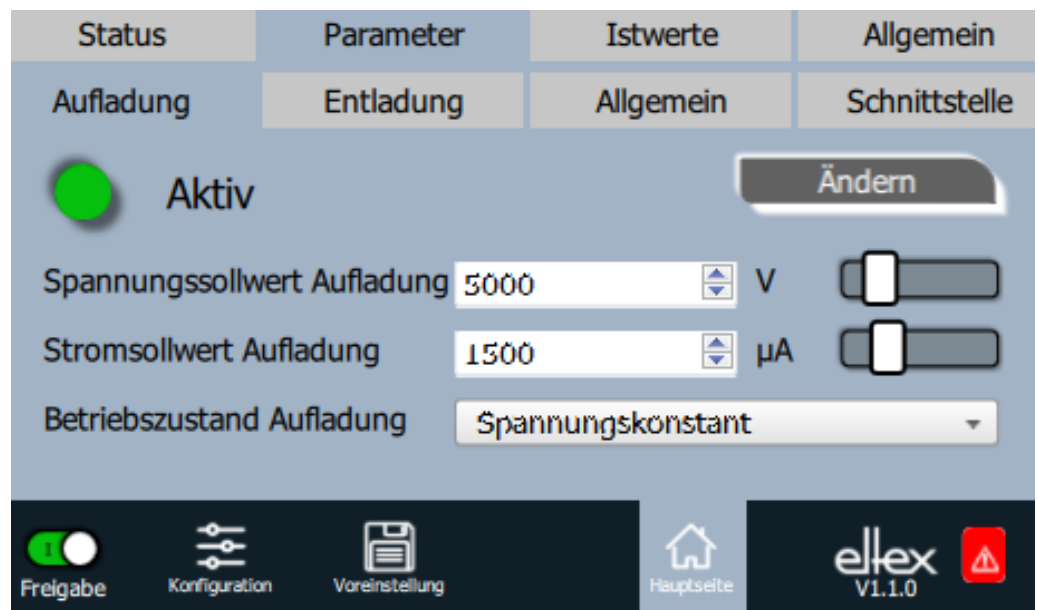 Status Parameter Istwerte Allgemein
Aufladung Entladung Allgemein Schnittstelle
Aktiv Ändern
Spannungssollwert Aufladung 5000 V
Stromsollwert Aufladung 1500 µA
Betriebszustand Aufladung Spannungskonstant
I
Freigabe Konfiguration Voreinstellung Hauptseite eltex
V1.1.0